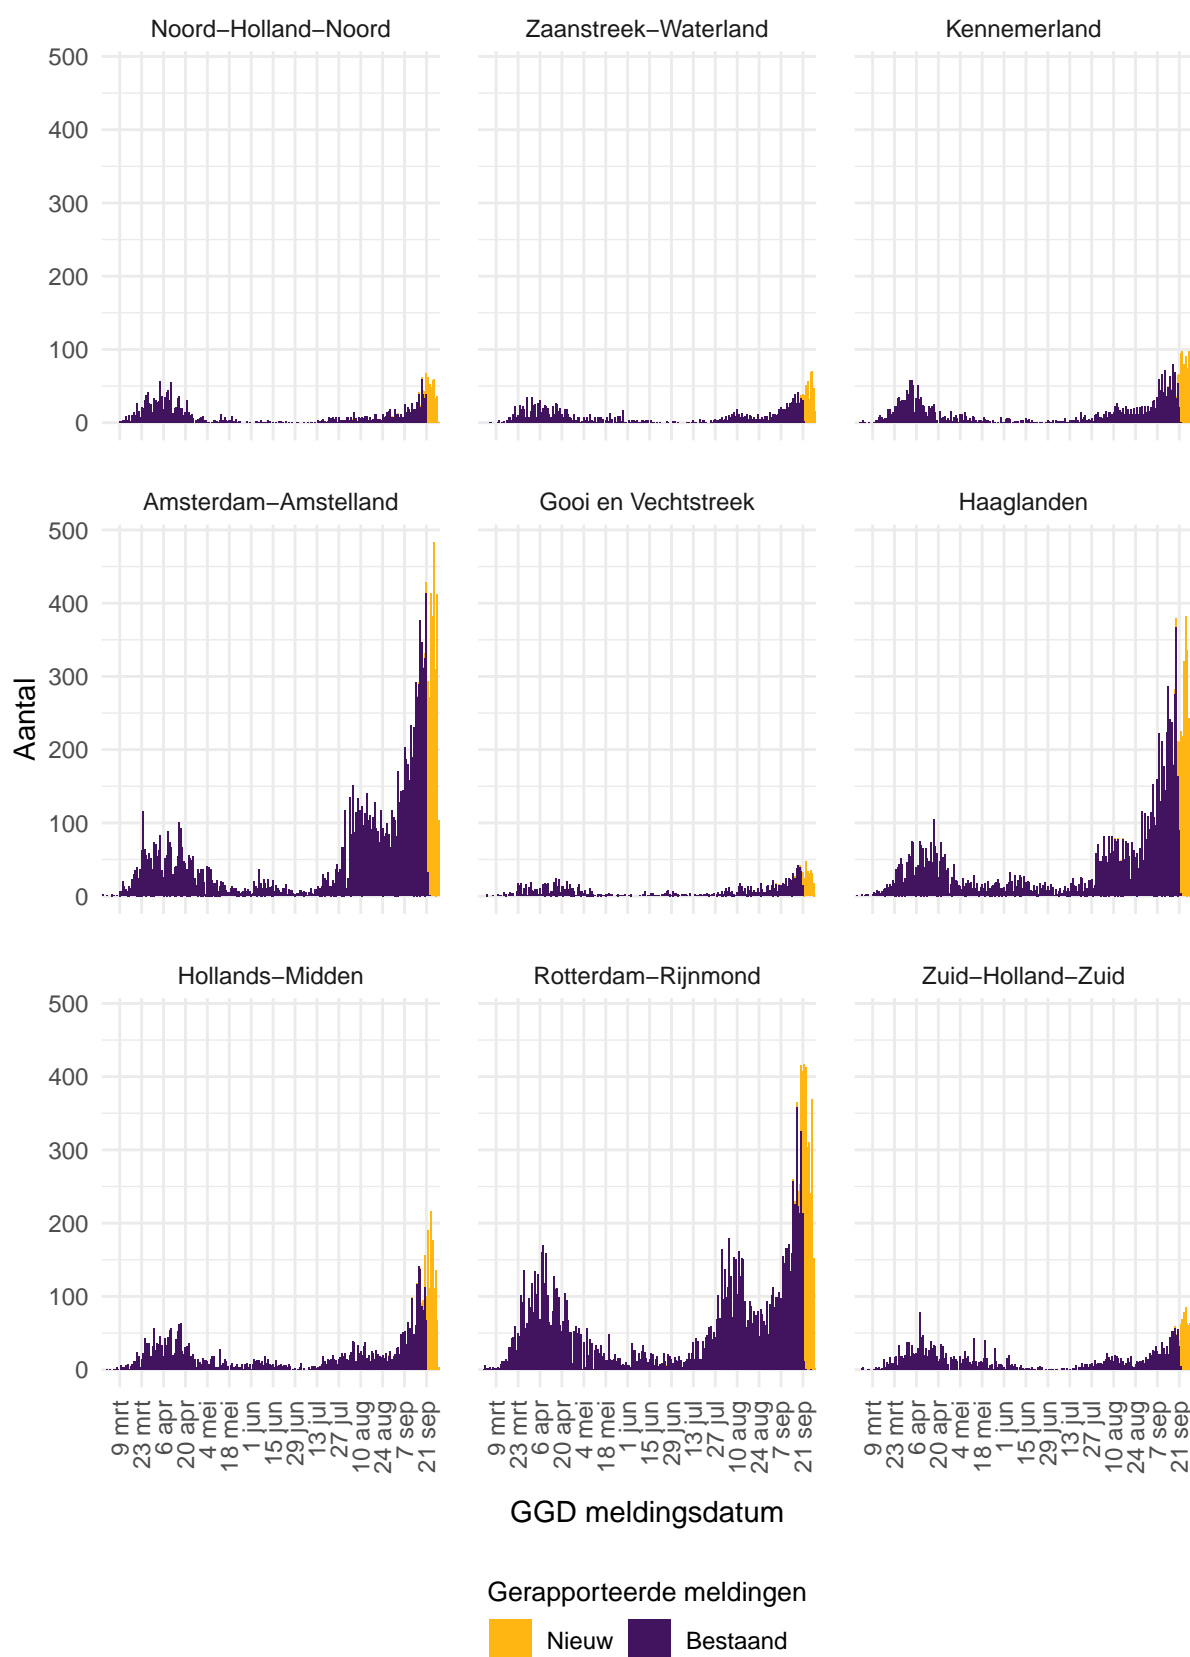 Noord−Holland−Noord Zaanstreek−Waterland Kennemerland
500
400
300
200
100
0
Amsterdam−Amstelland Gooi en Vechtstreek Haaglanden
500
400
300
200
100
0
Aantal
Hollands−Midden Rotterdam−Rijnmond Zuid−Holland−Zuid
500
400
300
200
100
0
9 mrt 23 mrt 6 apr 20 apr 4 mei 18 mei 1 jun 15 jun 29 jun 13 jul 27 jul 10 aug 24 aug 7 sep 21 sep
9 mrt 23 mrt 6 apr 20 apr 4 mei 18 mei 1 jun 15 jun 29 jun 13 jul 27 jul 10 aug 24 aug 7 sep 21 sep
9 mrt 23 mrt 6 apr 20 apr 4 mei 18 mei 1 jun 15 jun 29 jun 13 jul 27 jul 10 aug 24 aug 7 sep 21 sep
GGD meldingsdatum
Gerapporteerde meldingen
Nieuw Bestaand